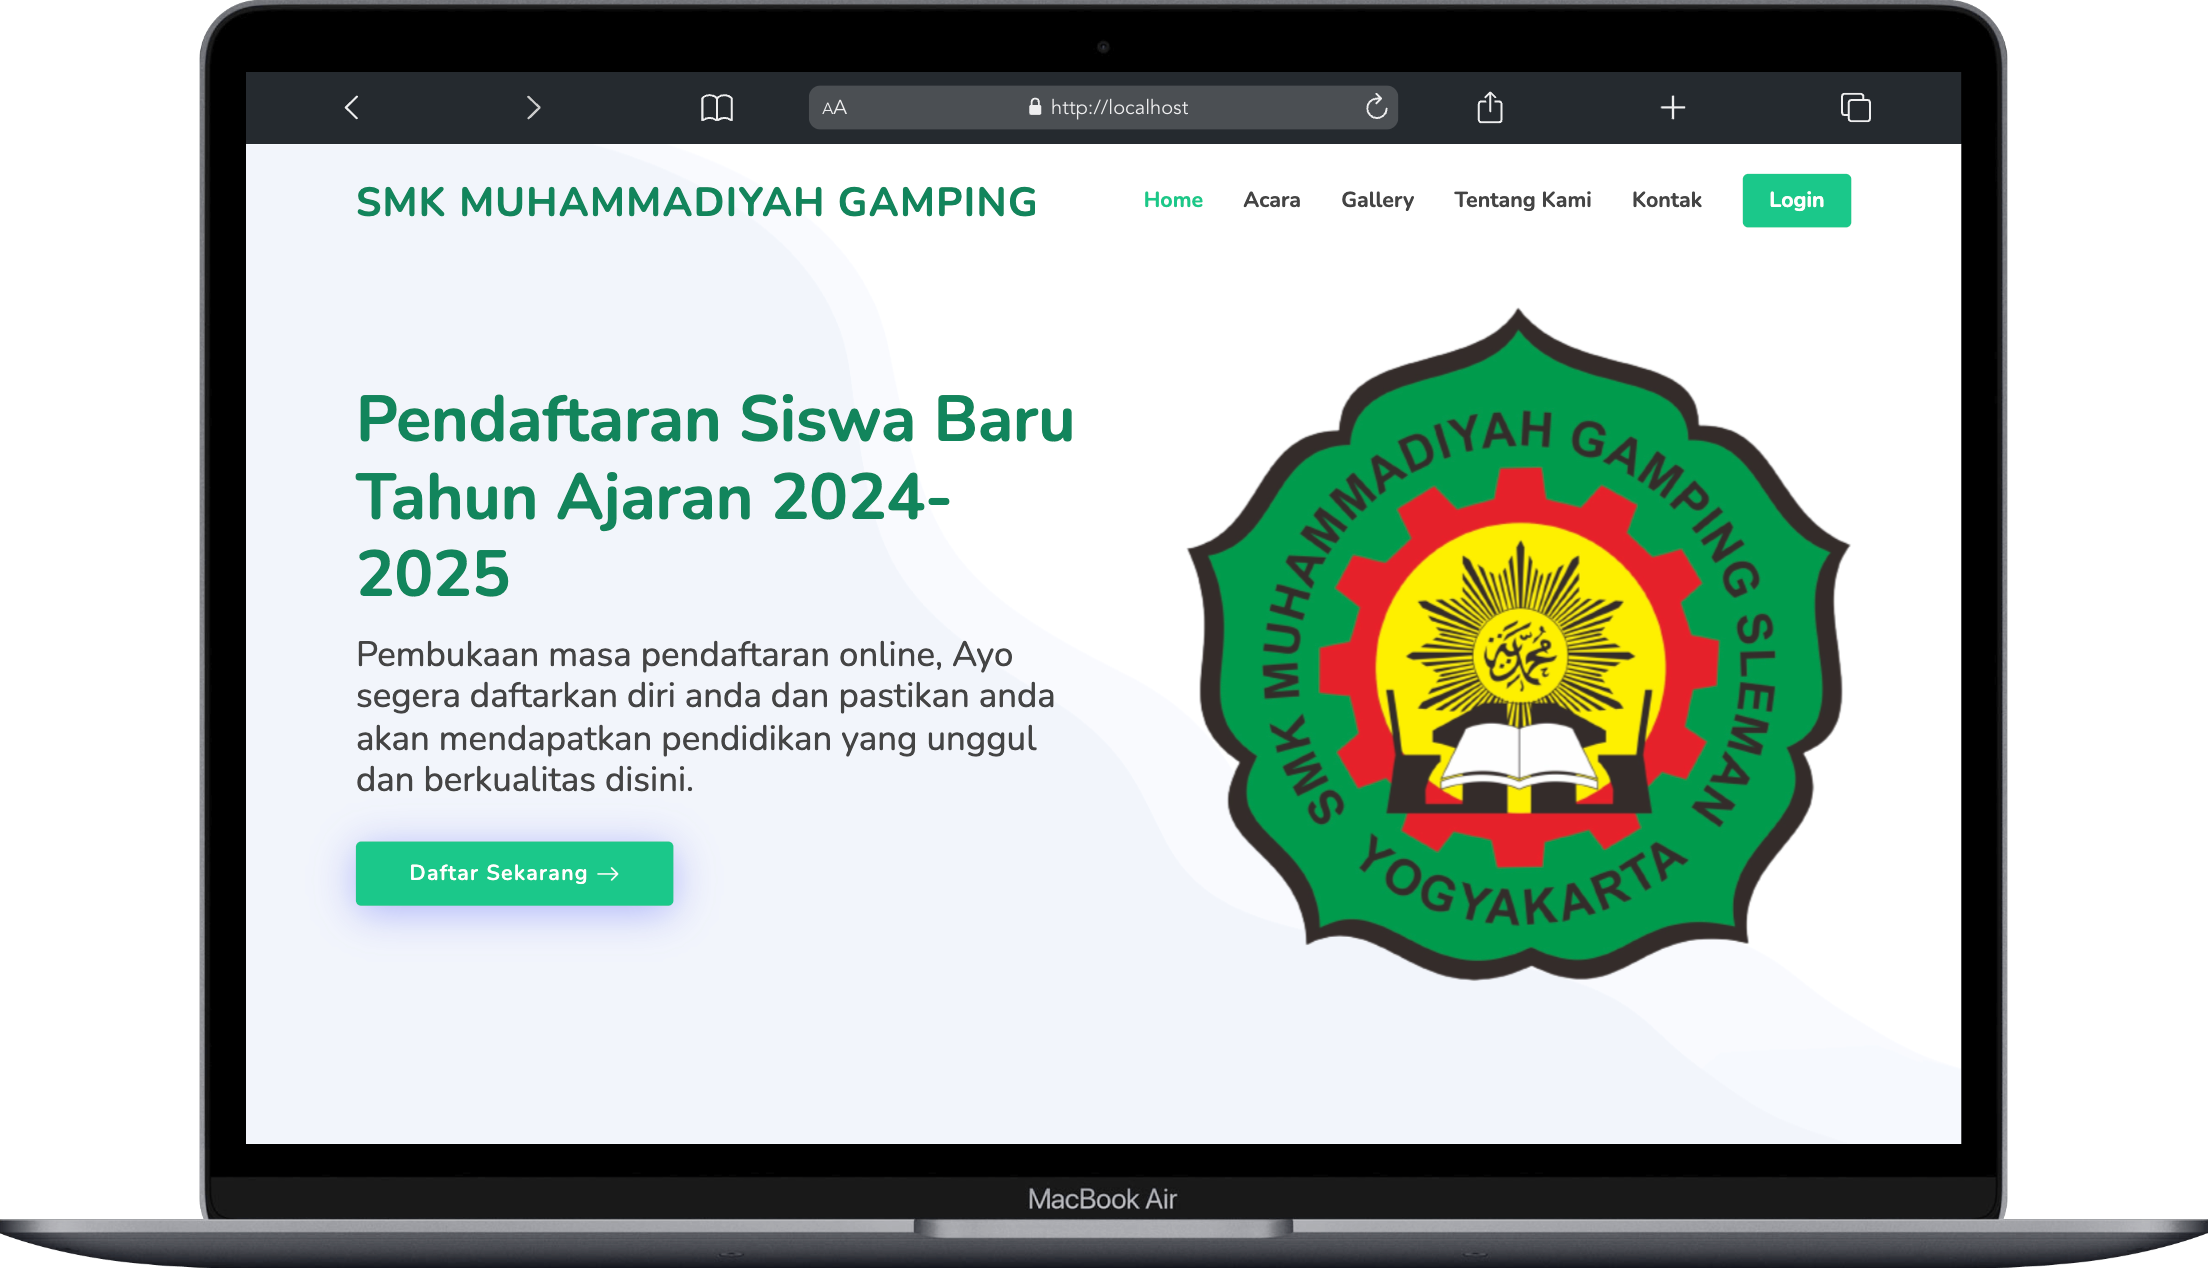 AA
http://localhost
SMK MUHAMMADIYAH GAMPING
Home Acara Gallery Tentang Kami Kontak Login
Pendaftaran Siswa Baru
Tahun Ajaran 2024-
2025
Pembukaan masa pendaftaran online, Ayo
segera daftarkan diri anda dan pastikan anda
akan mendapatkan pendidikan yang unggul
dan berkualitas disini.
Daftar Sekarang →
SMK MUHAMMADIYAH GAMPING SLEMAN
محمدية
YOGYAKARTA
MacBook Air